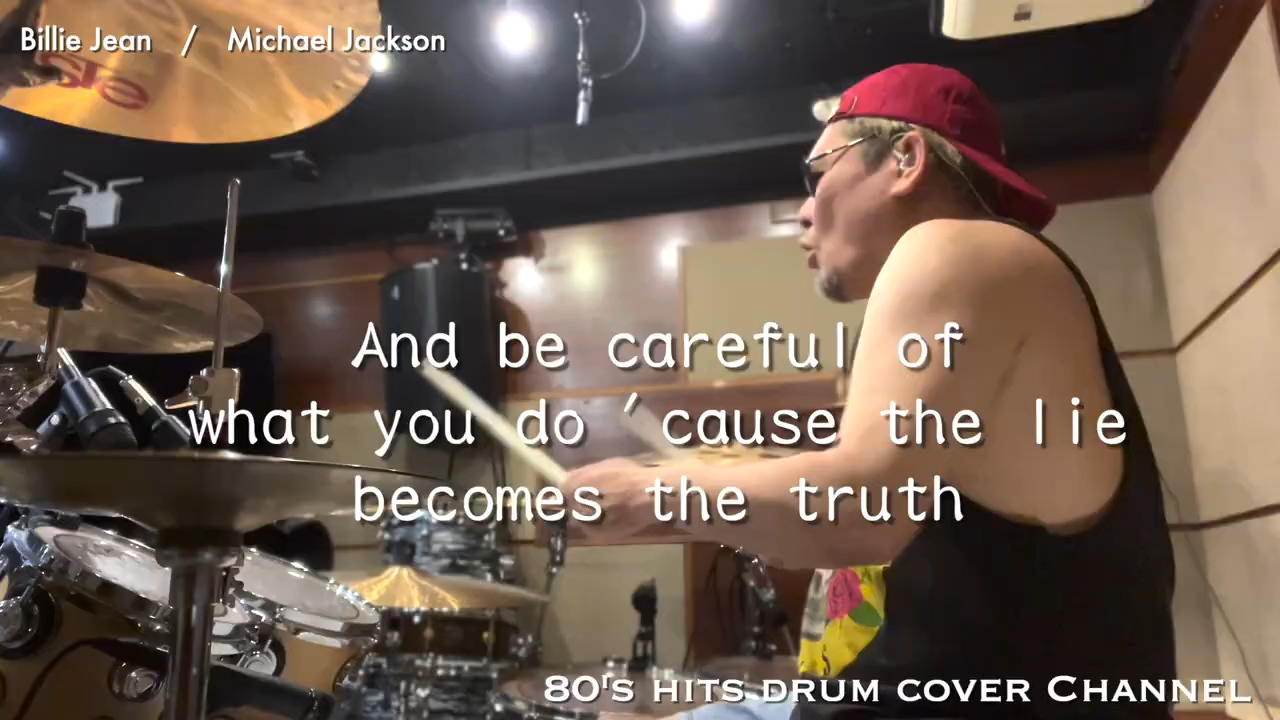 Billie Jean / Michael Jackson
And be careful of
what you do 'cause the lie
becomes the truth
80's hits drum cover Channel